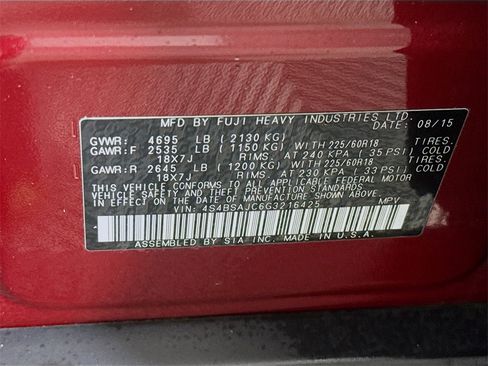 MFD BY FUJI HEAVY INDUSTRIES LTD.
DATE: 08/15
GVWR: 4695 LB (2130 KG)
GAWR:F 2535 LB (1150 KG) WITH 225/60R18 TIRES.
18X7J RIMS, AT 240 KPA (35 PSI) COLD
GAWR:R 2645 LB (1200 KG) WITH 225/60R18 TIRES.
18X7J RIMS, AT 230 KPA (33 PSI) COLD
THIS VEHICLE CONFORMS TO ALL APPLICABLE FEDERAL MOTOR
VEHICLE SAFETY, BUMPER, AND THEFT PREVENTION STANDARDS
IN EFFECT ON THE DATE OF MANUFACTURE SHOWN ABOVE.
VIN: 4S4BSAJC6G3216425 MPV
ASSEMBLED BY SIA INC. MADE IN U.S.A.